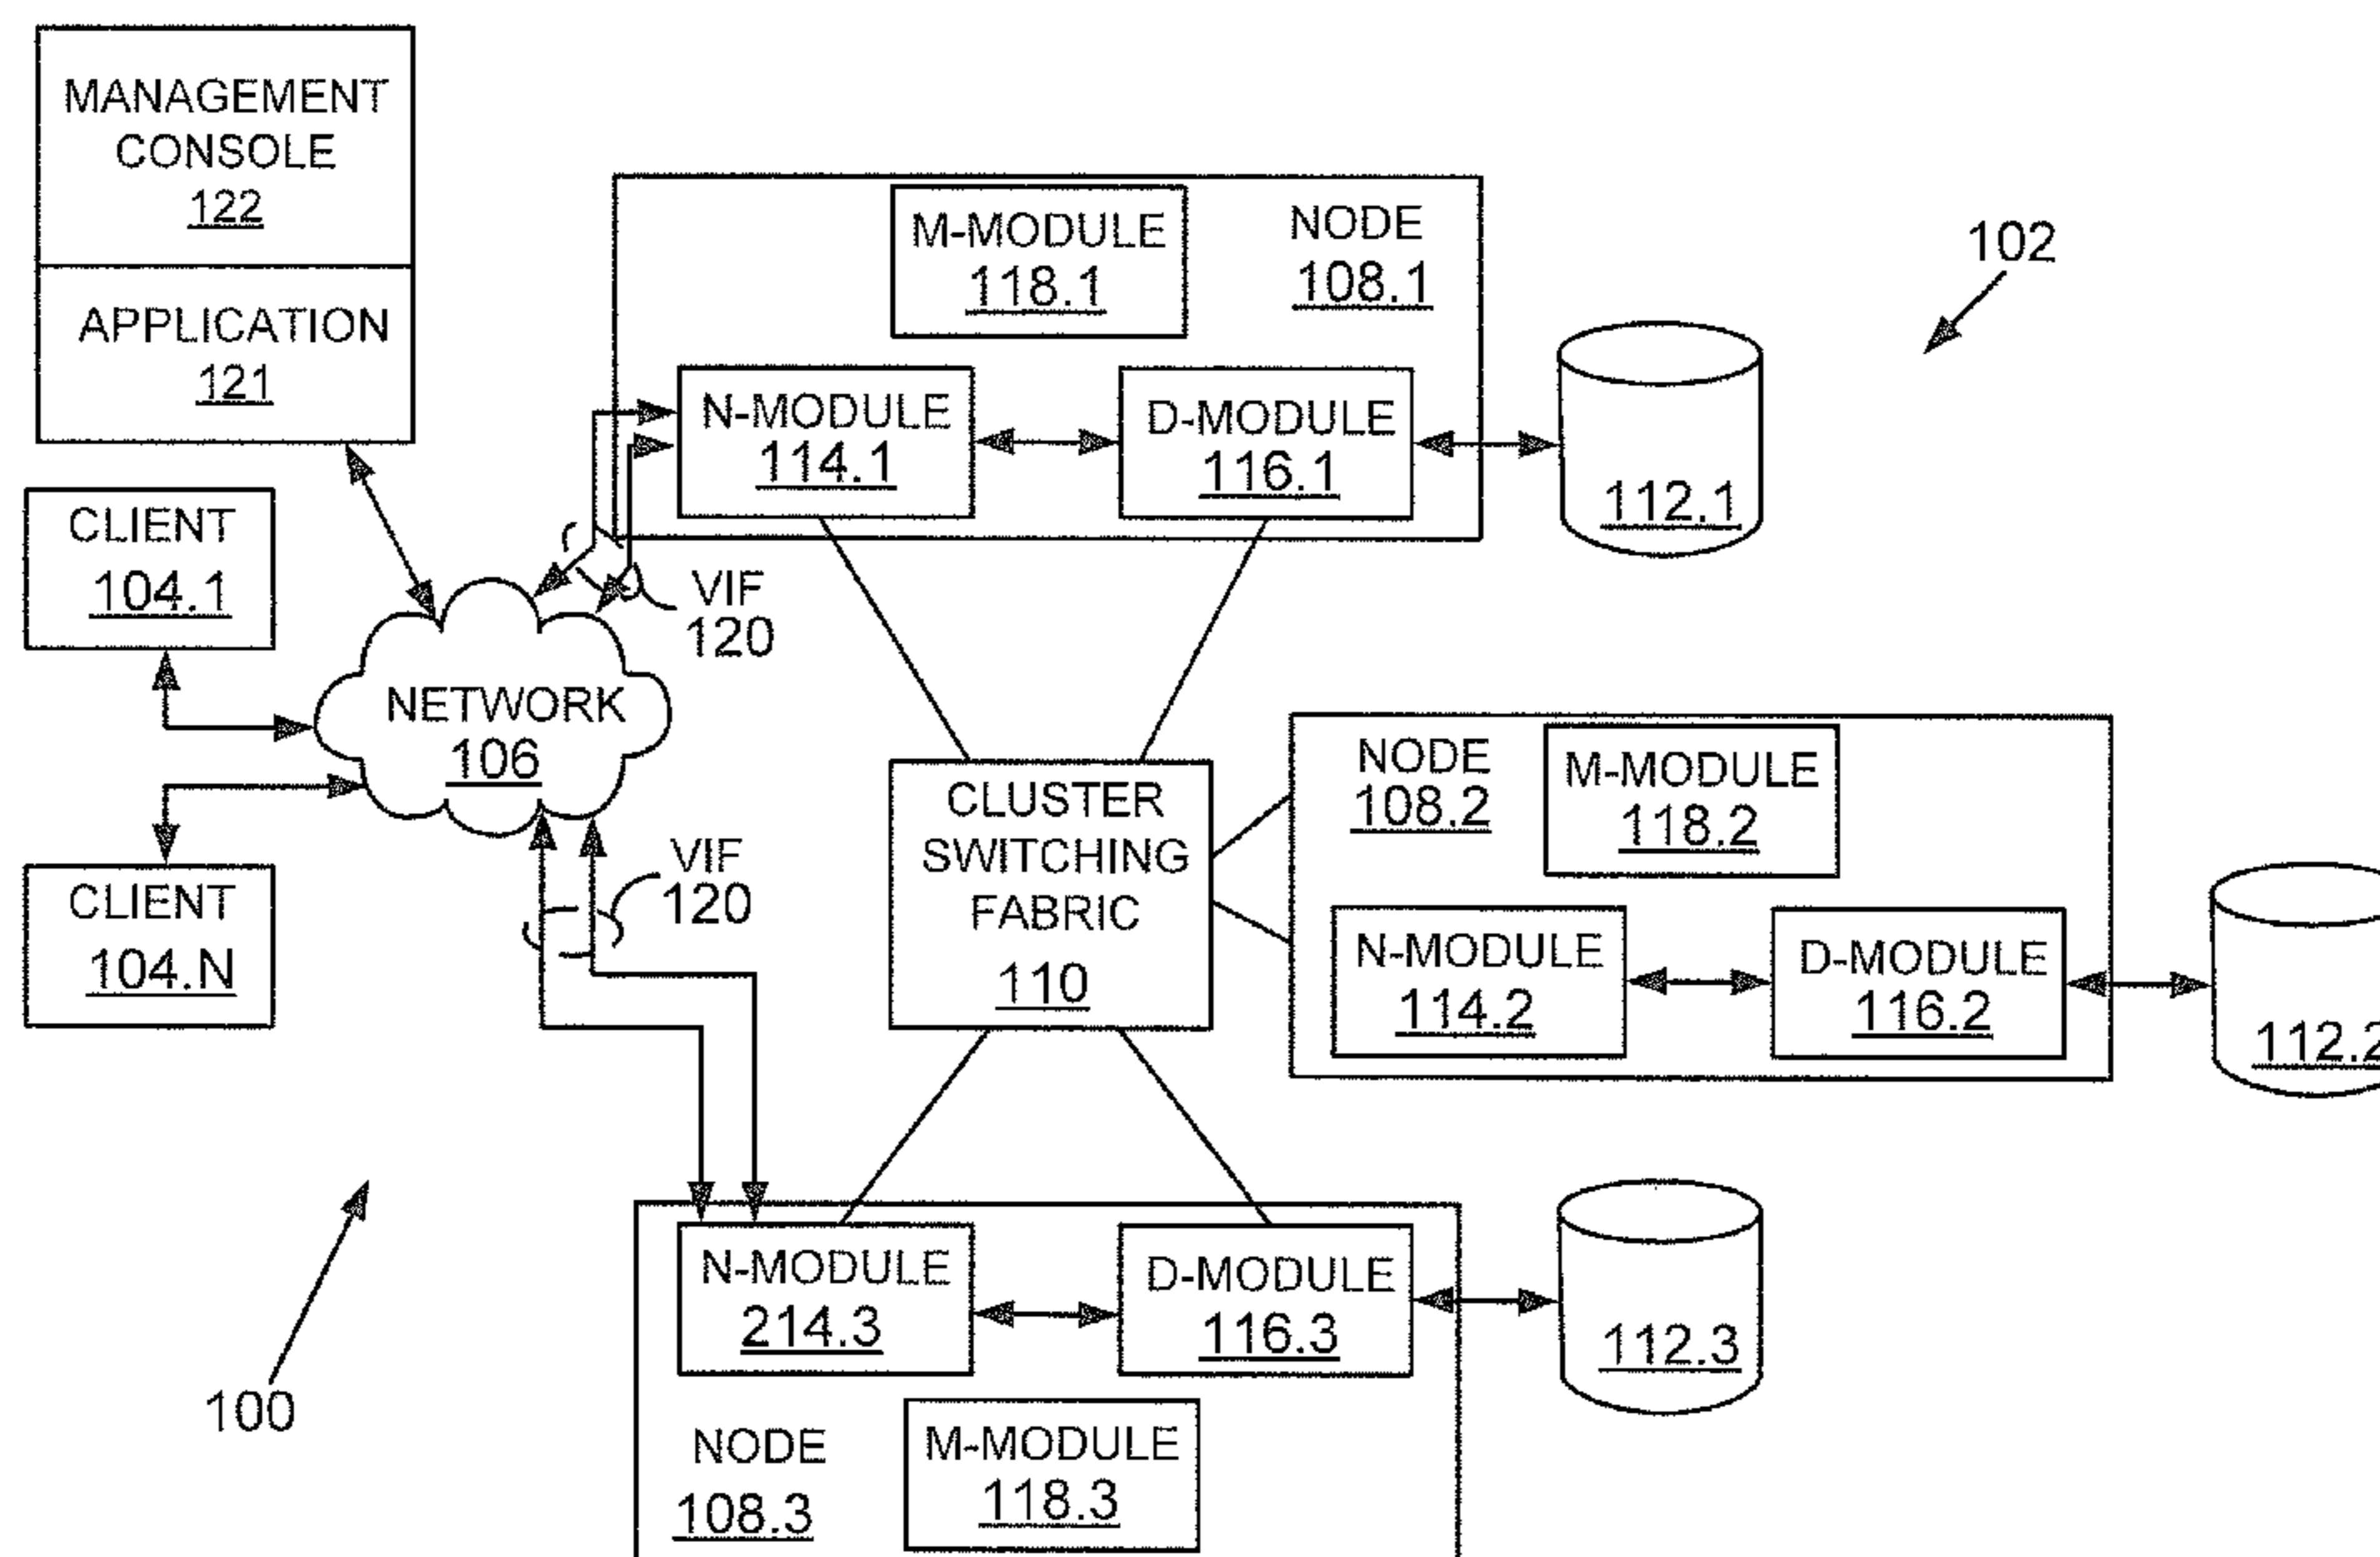 MANAGEMENT
CONSOLE
122
APPLICATION
121
CLIENT
104.1
CLIENT
104.N
NETWORK
106
VIF
120
VIF
120
M-MODULE
118.1
NODE
108.1
N-MODULE
114.1
D-MODULE
116.1
112.1
102
CLUSTER
SWITCHING
FABRIC
110
NODE
108.2
M-MODULE
118.2
N-MODULE
114.2
D-MODULE
116.2
112.2
N-MODULE
214.3
D-MODULE
116.3
112.3
NODE
108.3
M-MODULE
118.3
100